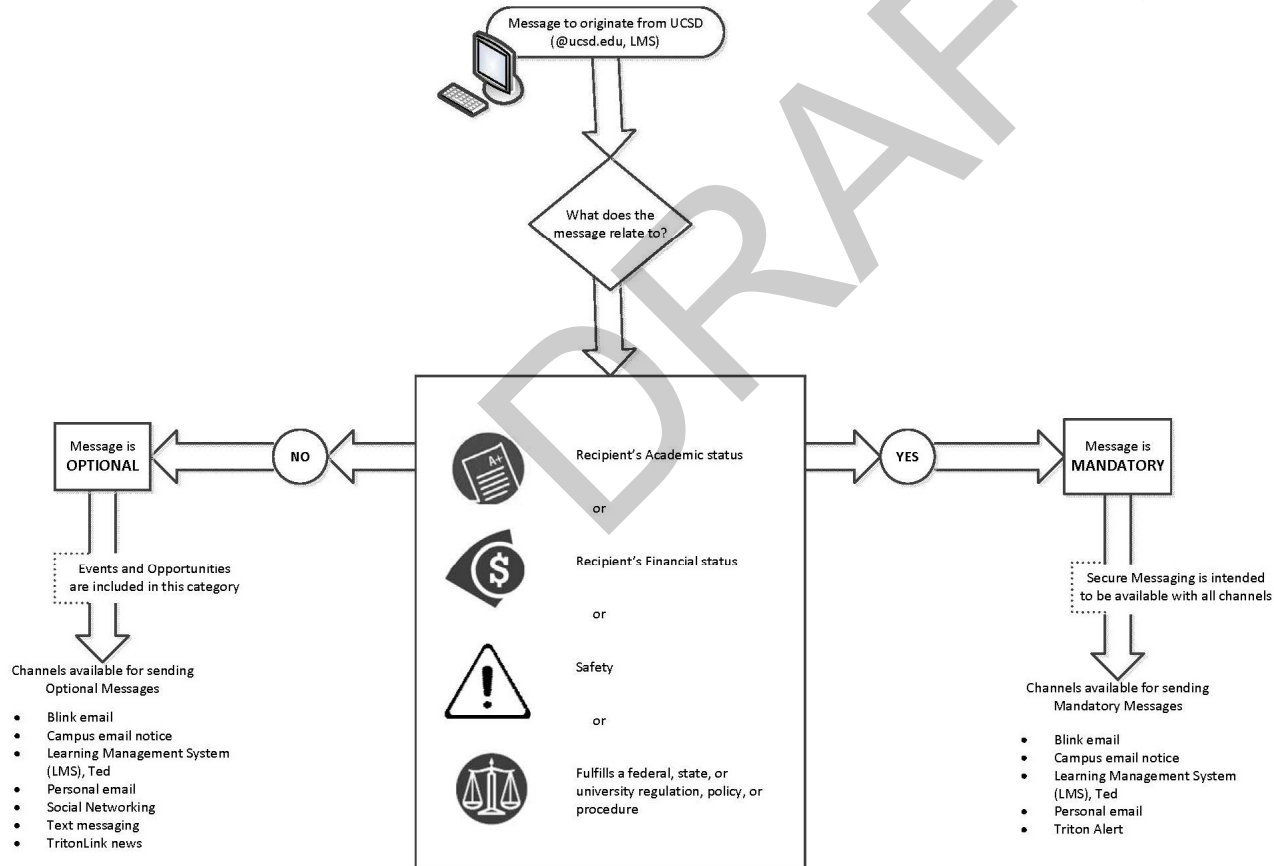 Message to originate from UCSD
(@ucsd.edu, LMS)
What does the
message relate to?
DRAF
Message is
OPTIONAL
NO
A+
Recipient's Academic status
or
$
Recipient's Financial status
or
!
Safety
or
Fulfills a federal, state, or
university regulation, policy, or
procedure
YES
Message is
MANDATORY
Events and Opportunities
are included in this category
Channels available for sending
Optional Messages
• Blink email
• Campus email notice
• Learning Management System
(LMS), Ted
• Personal email
• Social Networking
• Text messaging
• TritonLink news
Secure Messaging is intended
to be available with all channels
Channels available for sending
Mandatory Messages
• Blink email
• Campus email notice
• Learning Management System
(LMS), Ted
• Personal email
• Triton Alert